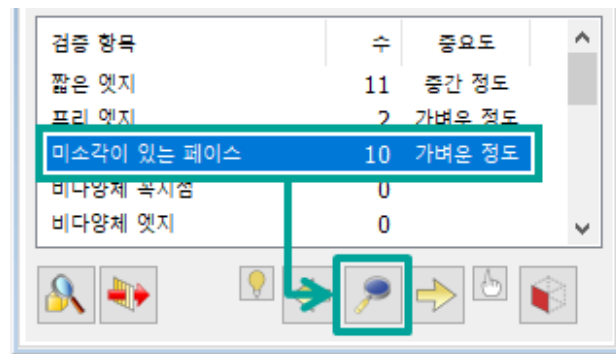 검증 항목 수 중요도
짧은 엣지 11 중간 정도
프리 엣지 2 가벼운 정도
미소각이 있는 페이스 10 가벼운 정도
비다양체 꼭지점 0
비다양체 엣지 0